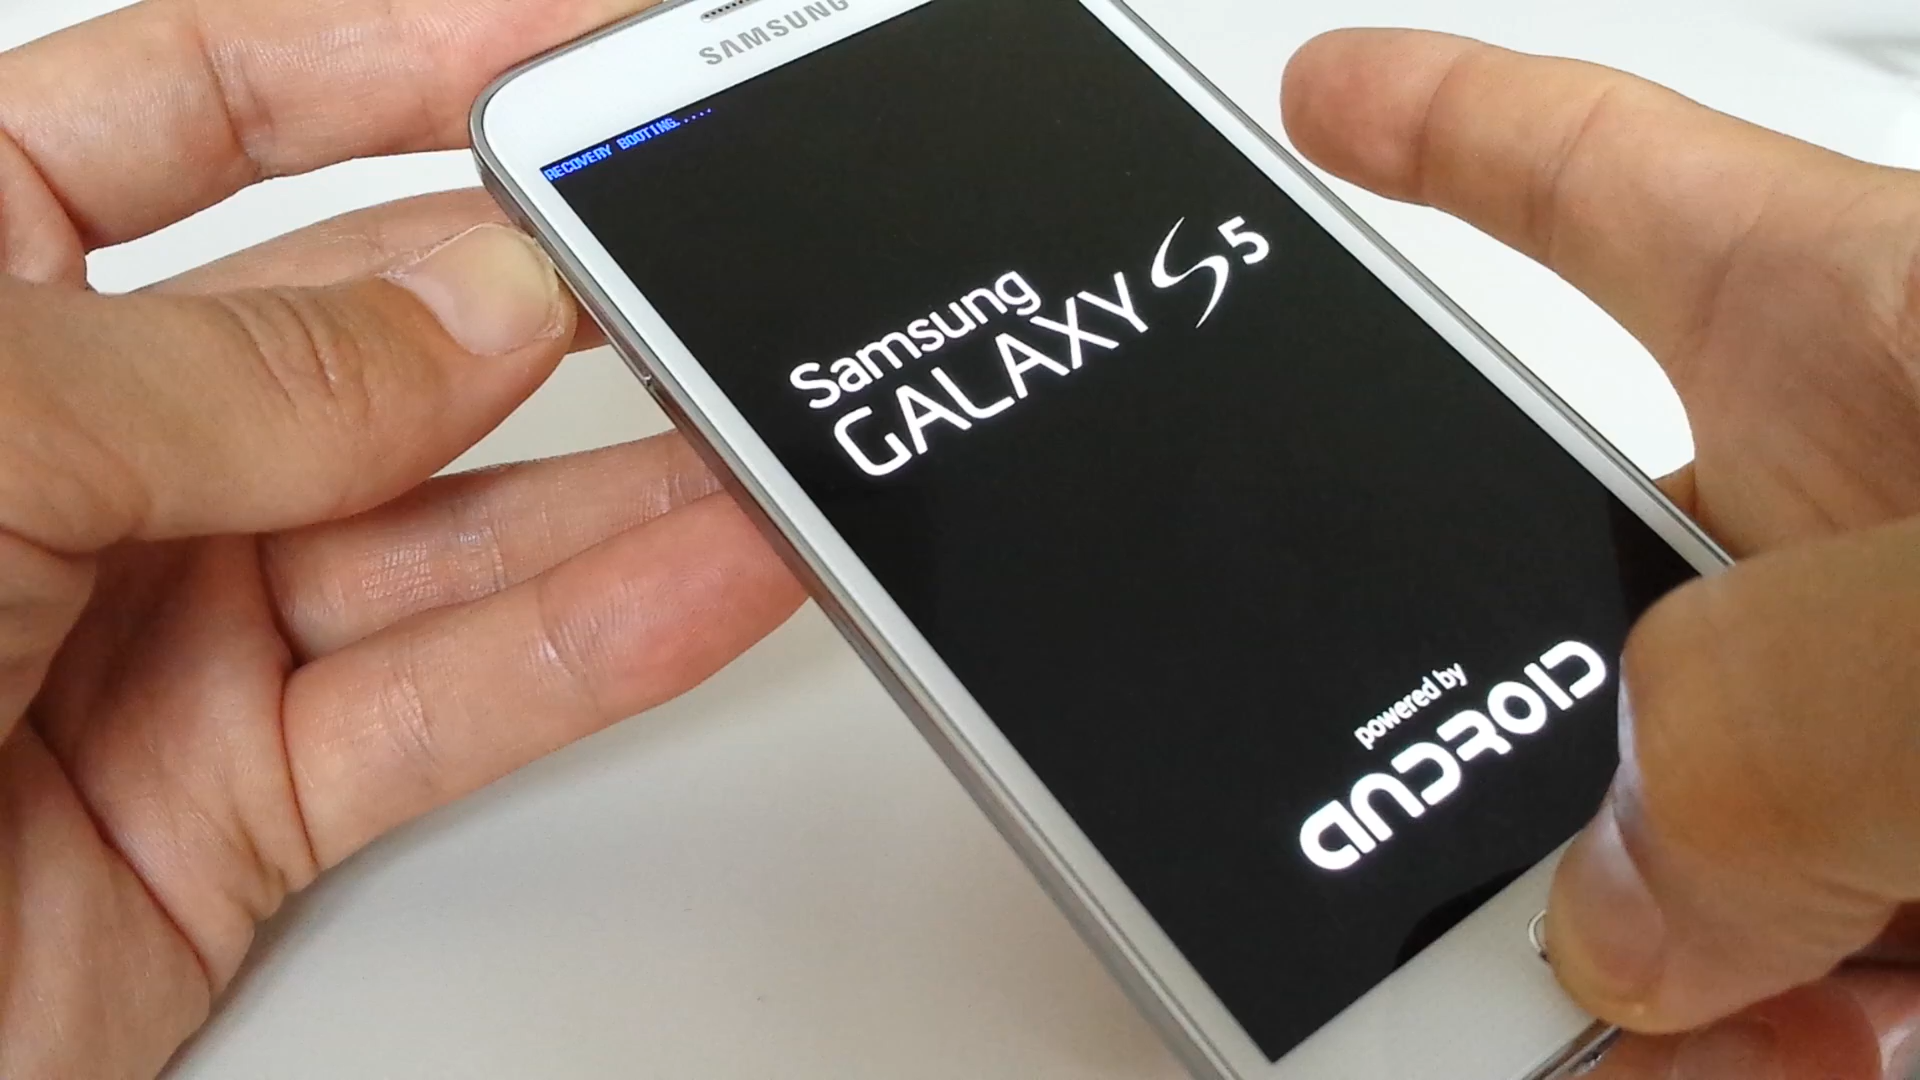 SAMSUNG
RECOVERY BOOTING.....
Samsung
GALAXY S5
powered by
ANDROID